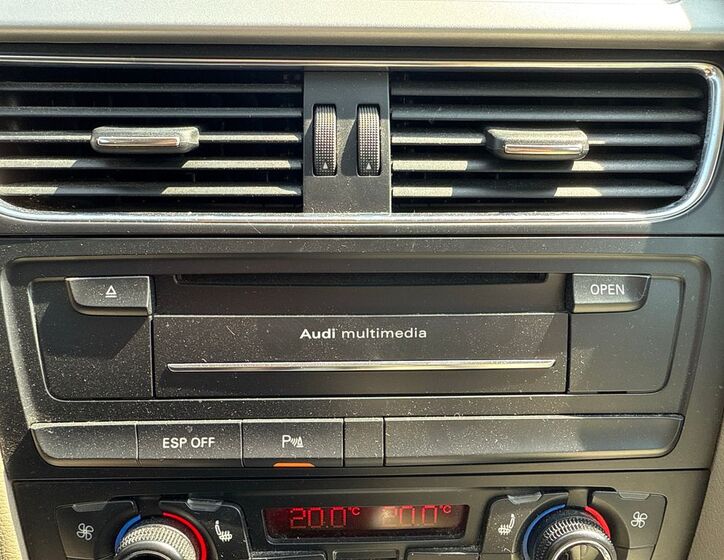 OPEN
Audi multimedia
ESP OFF
P
20.0°C 20.0°C